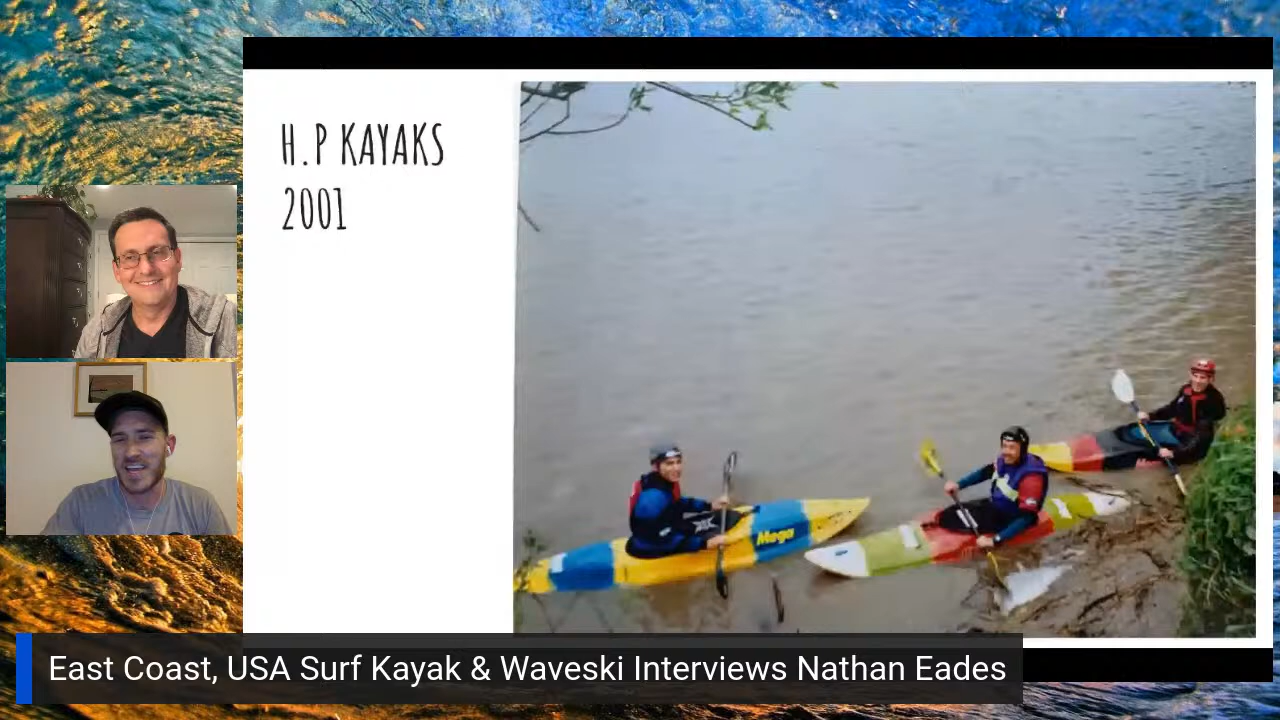 H.P KAYAKS
2001
Mega
East Coast, USA Surf Kayak & Waveski Interviews Nathan Eades